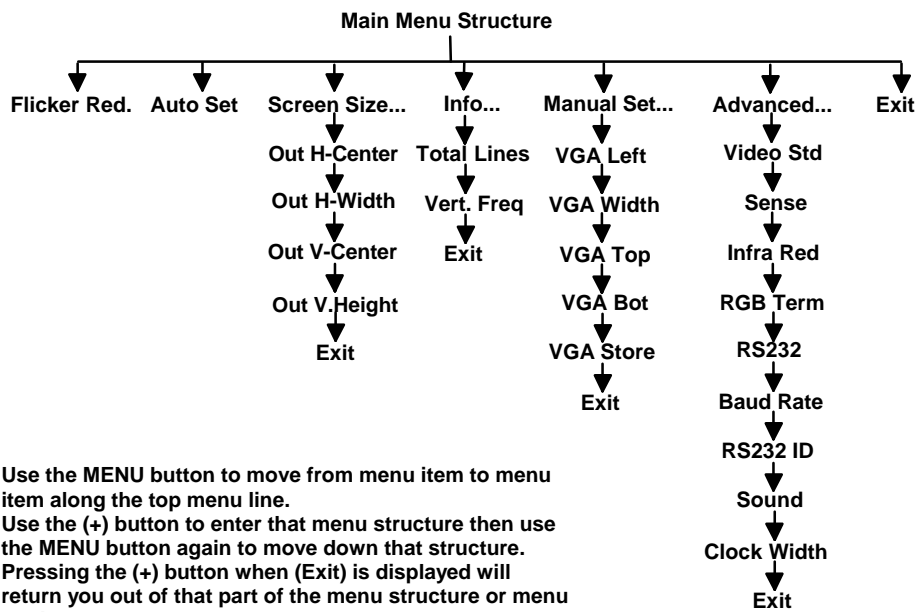 Main Menu Structure
Flicker Red. Auto Set Screen Size... Info... Manual Set... Advanced... Exit
Out H-Center Total Lines VGA Left Video Std
Out H-Width Vert. Freq VGA Width Sense
Out V-Center Exit VGA Top Infra Red
Out V.Height VGA Bot RGB Term
Exit VGA Store RS232
Exit Baud Rate
RS232 ID
Sound
Clock Width
Exit
Use the MENU button to move from menu item to menu
item along the top menu line.
Use the (+) button to enter that menu structure then use
the MENU button again to move down that structure.
Pressing the (+) button when (Exit) is displayed will
return you out of that part of the menu structure or menu